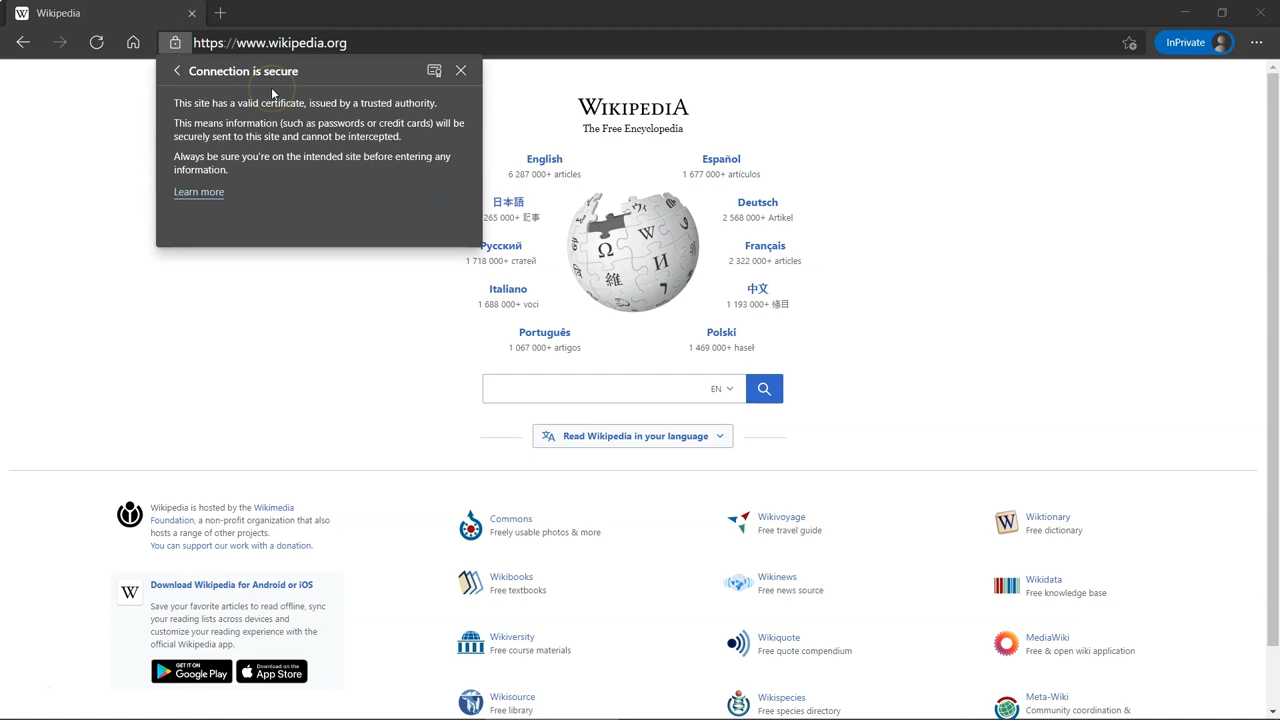 Wikipedia
https://www.wikipedia.org
InPrivate
Connection is secure
This site has a valid certificate, issued by a trusted authority.
This means information (such as passwords or credit cards) will be
securely sent to this site and cannot be intercepted.
Always be sure you're on the intended site before entering any
information.
Learn more
WIKIPEDIA
The Free Encyclopedia
English
6 287 000+ articles
Español
1 677 000+ artículos
日本語
265 000+ 記事
Deutsch
2 568 000+ Artikel
Русский
1 718 000+ статей
Français
2 322 000+ articles
Italiano
1 688 000+ voci
中文
1 193 000+ 條目
Português
1 067 000+ artigos
Polski
1 469 000+ haseł
Ω
W
И
維
EN
Read Wikipedia in your language
Wikipedia is hosted by the Wikimedia
Foundation, a non-profit organization that also
hosts a range of other projects.
You can support our work with a donation.
W
Download Wikipedia for Android or iOS
Save your favorite articles to read offline, sync
your reading lists across devices and
customize your reading experience with the
official Wikipedia app.
GET IT ON
Google Play
Download on the
App Store
Commons
Freely usable photos & more
Wikivoyage
Free travel guide
W
Wiktionary
Free dictionary
Wikibooks
Free textbooks
Wikinews
Free news source
Wikidata
Free knowledge base
Wikiversity
Free course materials
Wikiquote
Free quote compendium
MediaWiki
Free & open wiki application
Wikisource
Free library
Wikispecies
Free species directory
Meta-Wiki
Community coordination &